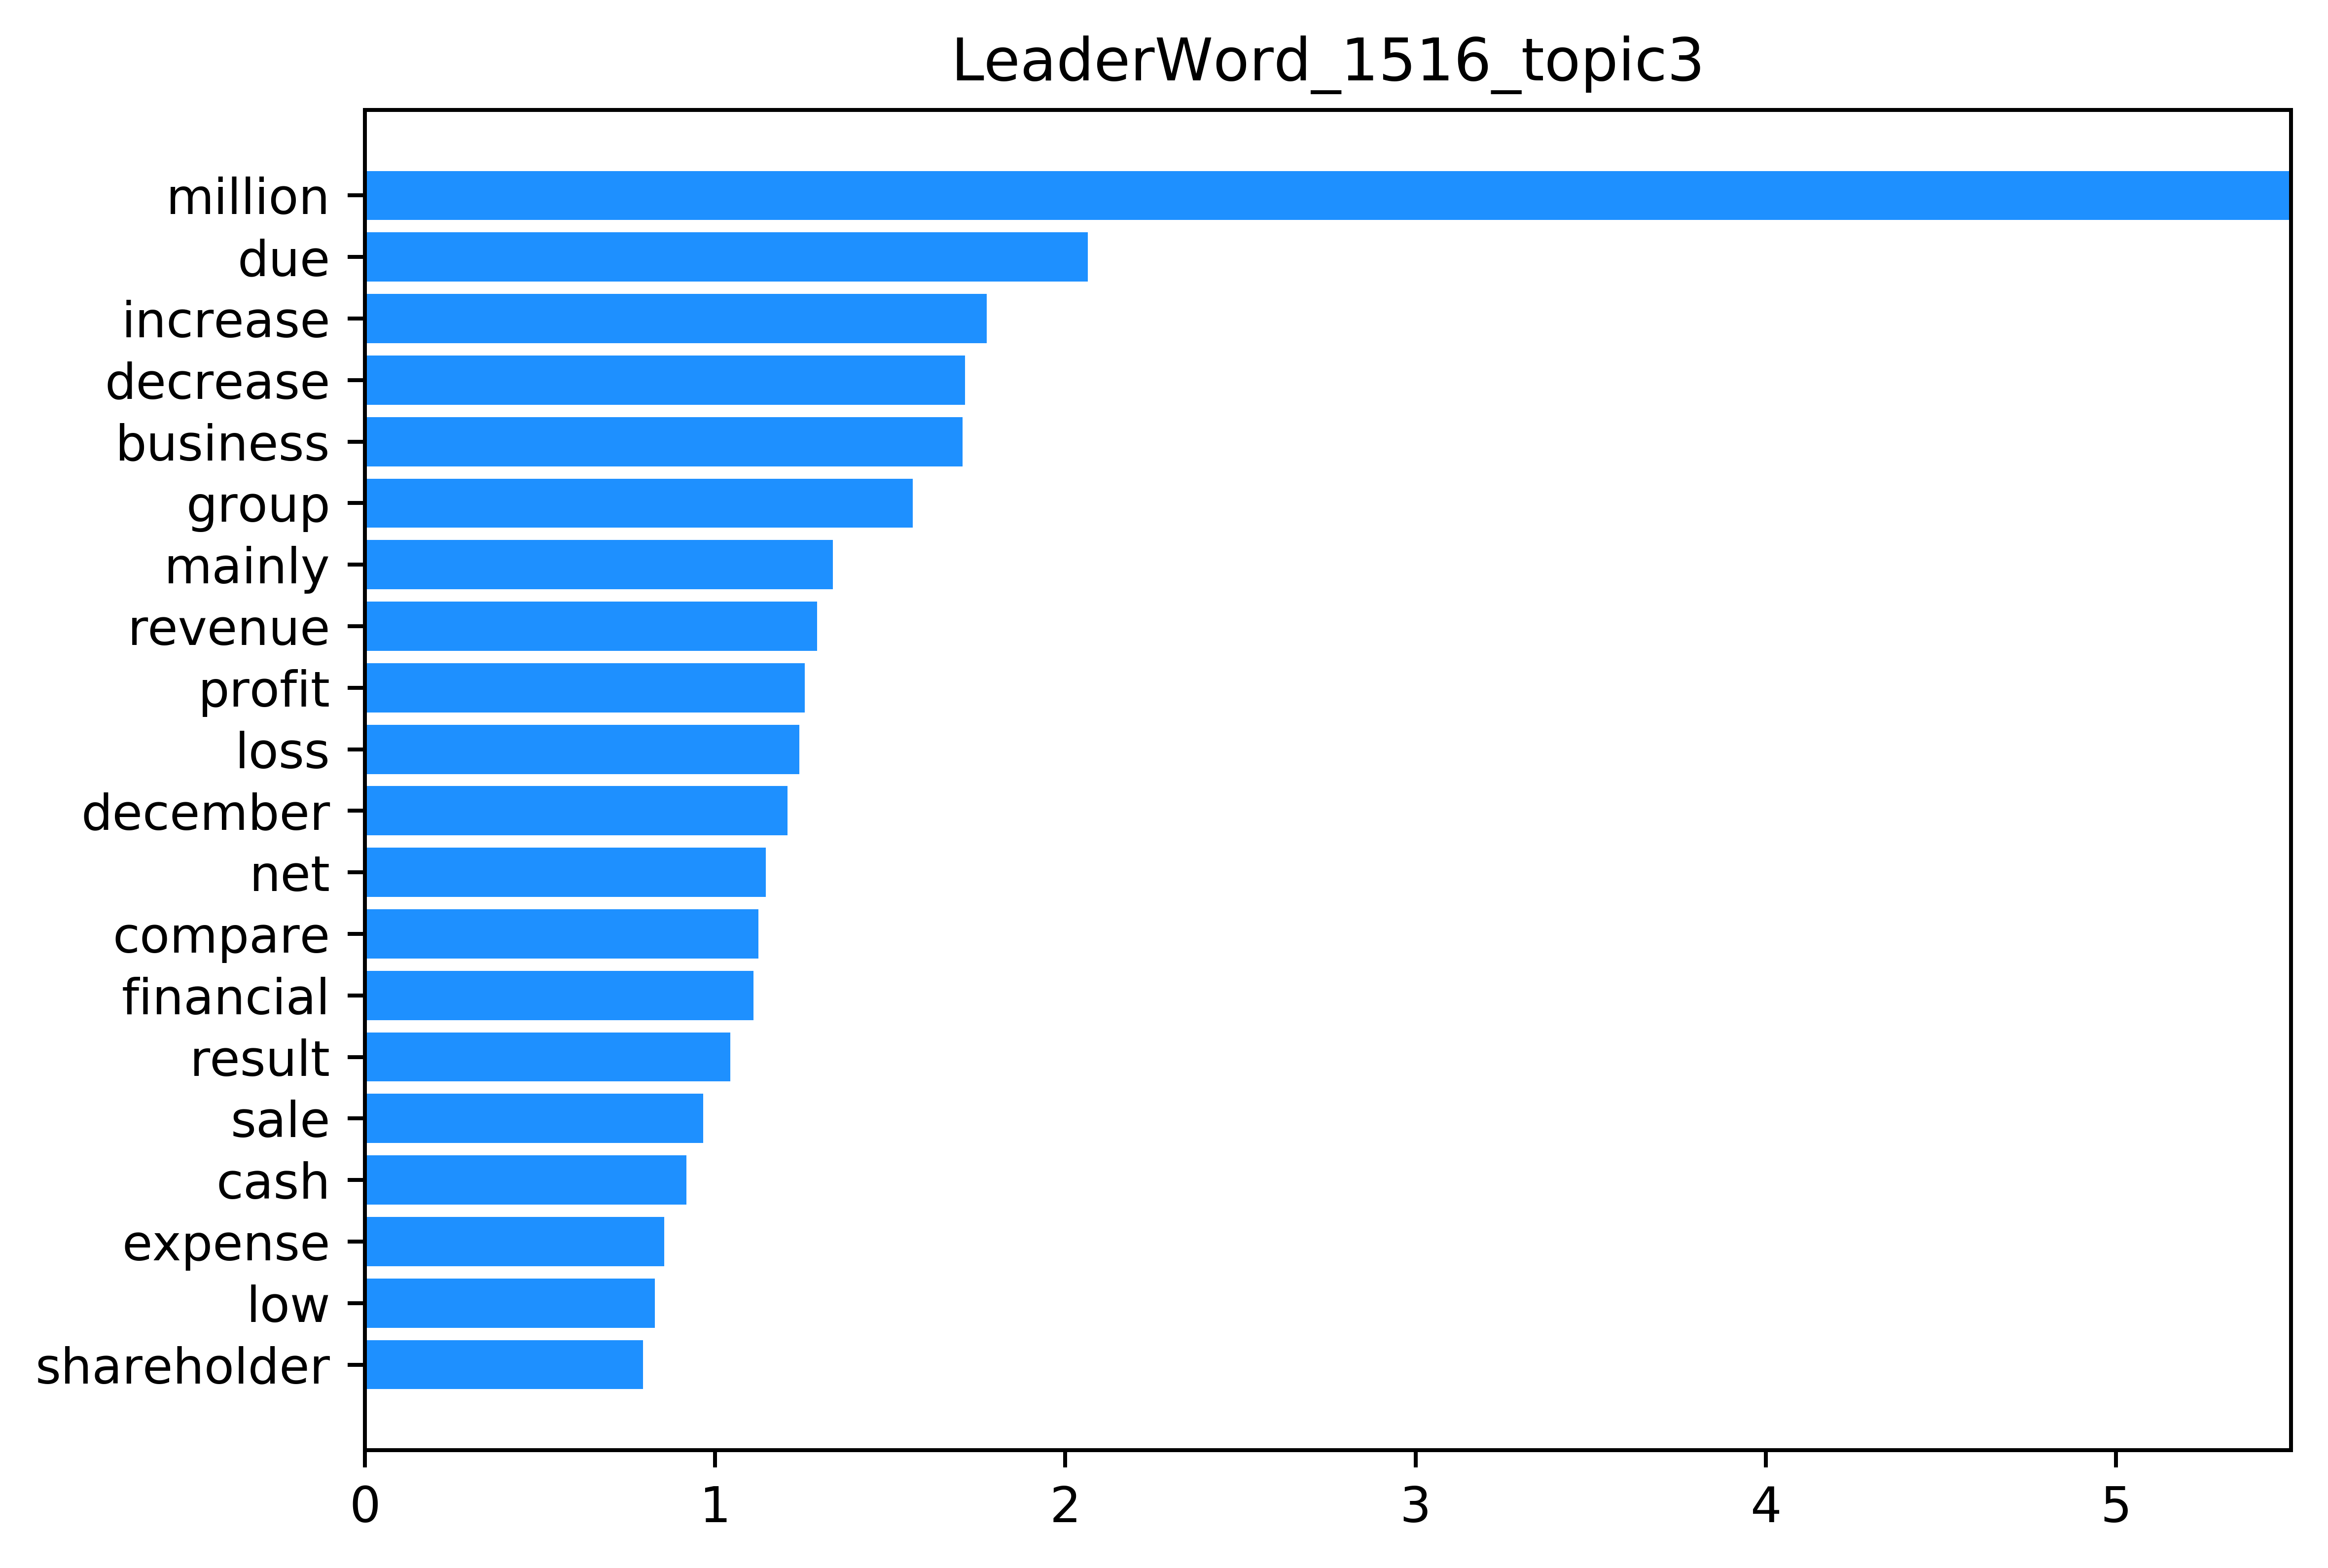 LeaderWord_1516_topic3
million
due
increase
decrease
business
group
mainly
revenue
profit
loss
december
net
compare
financial
result
sale
cash
expense
low
shareholder
0 1 2 3 4 5